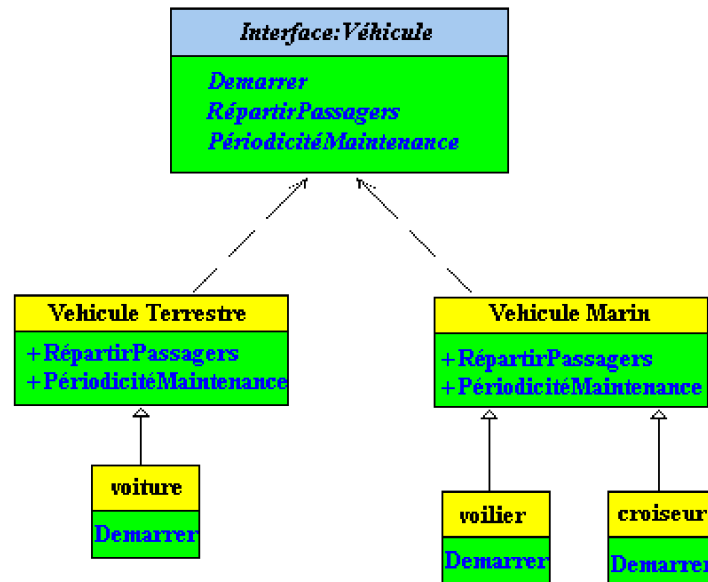 Interface:Véhicule
Demarrer
RépartirPassagers
PériodicitéMaintenance
Vehicule Terrestre
+RépartirPassagers
+PériodicitéMaintenance
Vehicule Marin
+RépartirPassagers
+PériodicitéMaintenance
voiture
Demarrer
voilier
Demarrer
croiseur
Demarrer